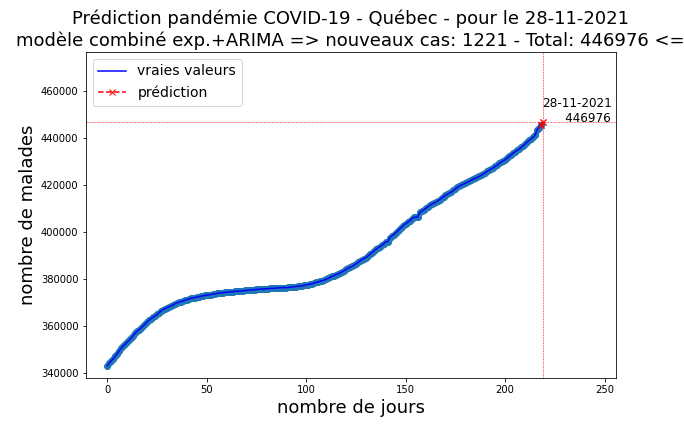 Prédiction pandémie COVID-19 - Québec - pour le 28-11-2021
modèle combiné exp.+ARIMA => nouveaux cas: 1221 - Total: 446976 <=
vraies valeurs
prédiction
28-11-2021
446976
nombre de malades
460000
440000
420000
400000
380000
360000
340000
0
50
100
150
200
250
nombre de jours